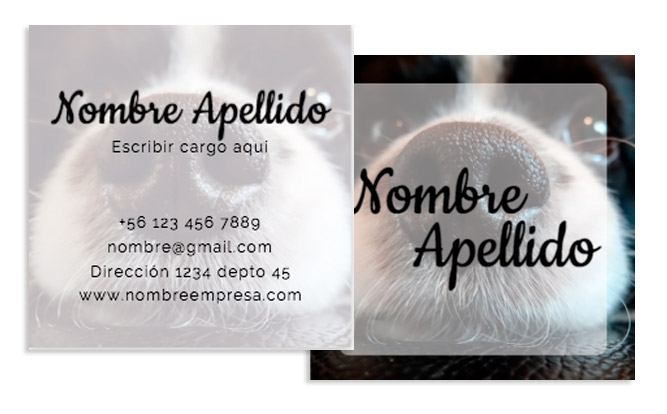 Nombre Apellido
Escribir cargo aqui
+56 123 456 7889
nombre@gmail.com
Dirección 1234 depto 45
www.nombreempresa.com
Nombre
Apellido